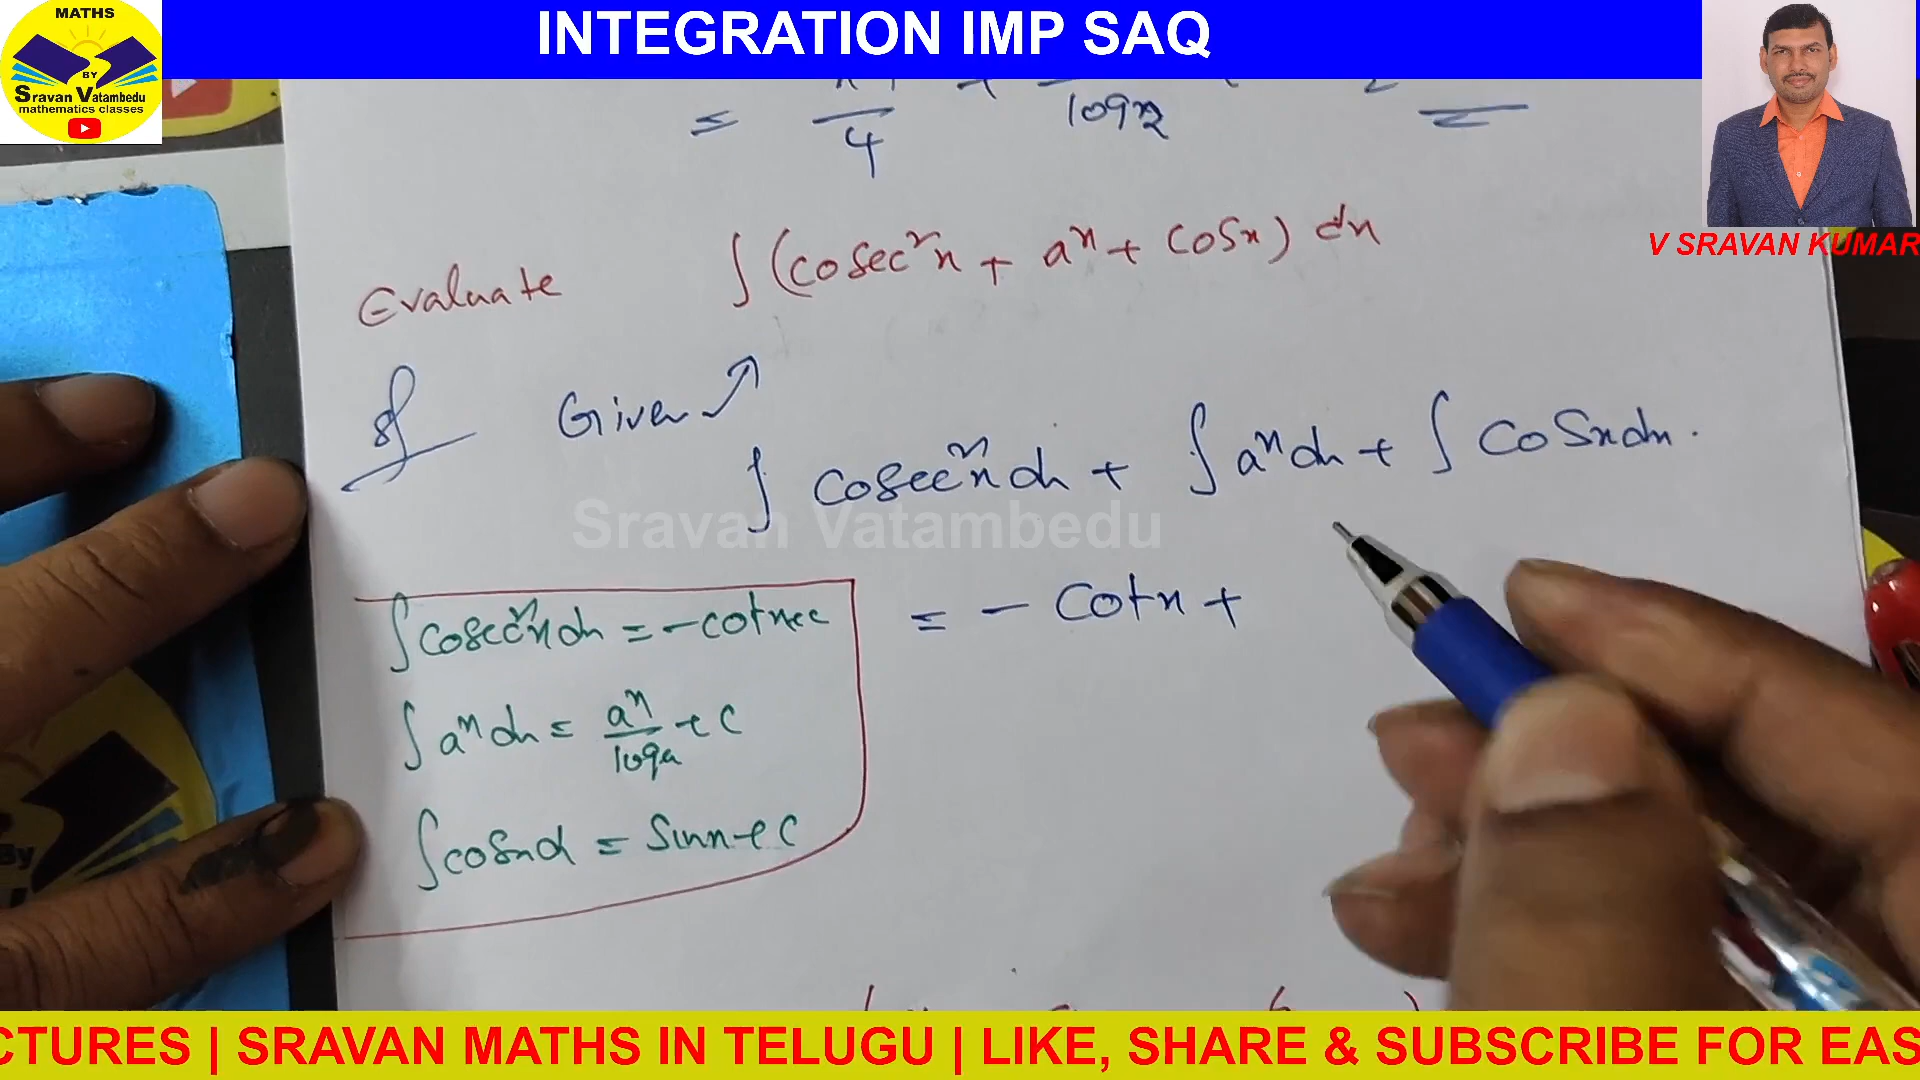 MATHS
BY
Sravan Vatambedu
mathematics classes
INTEGRATION IMP SAQ
V SRAVAN KUMAR
=
4
logx
Evaluate ∫(cosec²x + aˣ + cosx) dx
Given
∫ cosec²x dx + ∫ aˣ dx + ∫ cosx dx.
Sravan Vatambedu
= - cotx +
∫cosec²x dx = -cotx+c
∫aˣ dx = aˣ/loga + c
∫cosx dx = sinx + c
By
CTURES | SRAVAN MATHS IN TELUGU | LIKE, SHARE & SUBSCRIBE FOR EAS